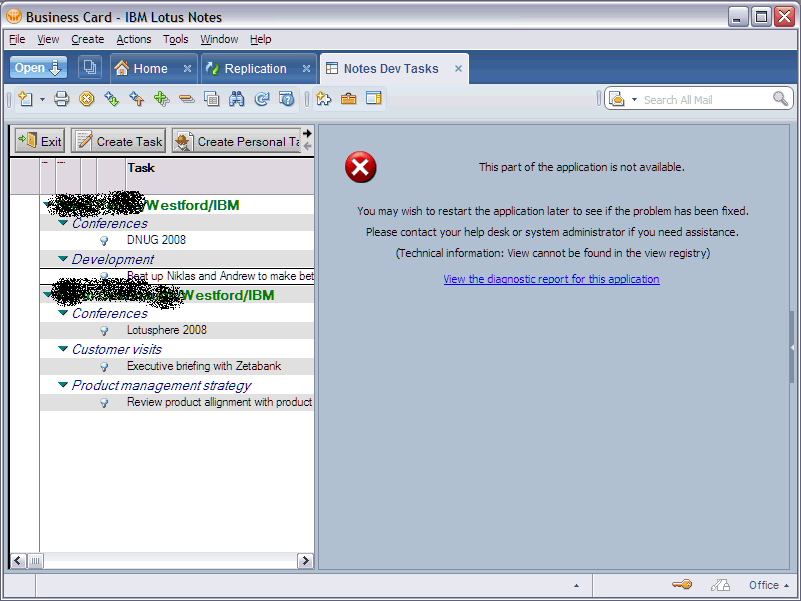 Business Card - IBM Lotus Notes
File View Create Actions Tools Window Help
Open Home Replication Notes Dev Tasks
Search All Mail
Exit Create Task Create Personal Ta
Task
/Westford/IBM
Conferences
DNUG 2008
Development
Beat up Niklas and Andrew to make bet
Westford/IBM
Conferences
Lotusphere 2008
Customer visits
Executive briefing with Zetabank
Product management strategy
Review product allignment with product
This part of the application is not available.
You may wish to restart the application later to see if the problem has been fixed.
Please contact your help desk or system administrator if you need assistance.
(Technical information: View cannot be found in the view registry)
View the diagnostic report for this application
Office